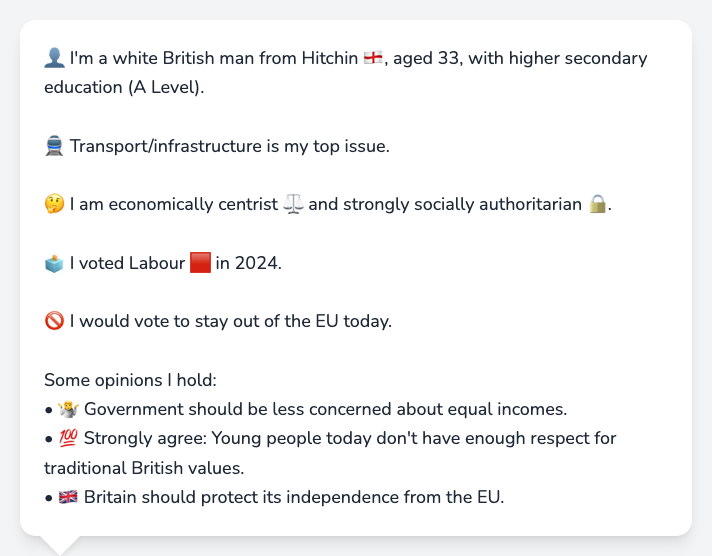 👤 I'm a white British man from Hitchin 🏴󠁧󠁢󠁥󠁮󠁧󠁿, aged 33, with higher secondary
education (A Level).
🚆 Transport/infrastructure is my top issue.
🤔 I am economically centrist ⚖️ and strongly socially authoritarian 🔒.
🗳️ I voted Labour 🟥 in 2024.
🚫 I would vote to stay out of the EU today.
Some opinions I hold:
• 🤷 Government should be less concerned about equal incomes.
• 💯 Strongly agree: Young people today don't have enough respect for
traditional British values.
• 🇬🇧 Britain should protect its independence from the EU.